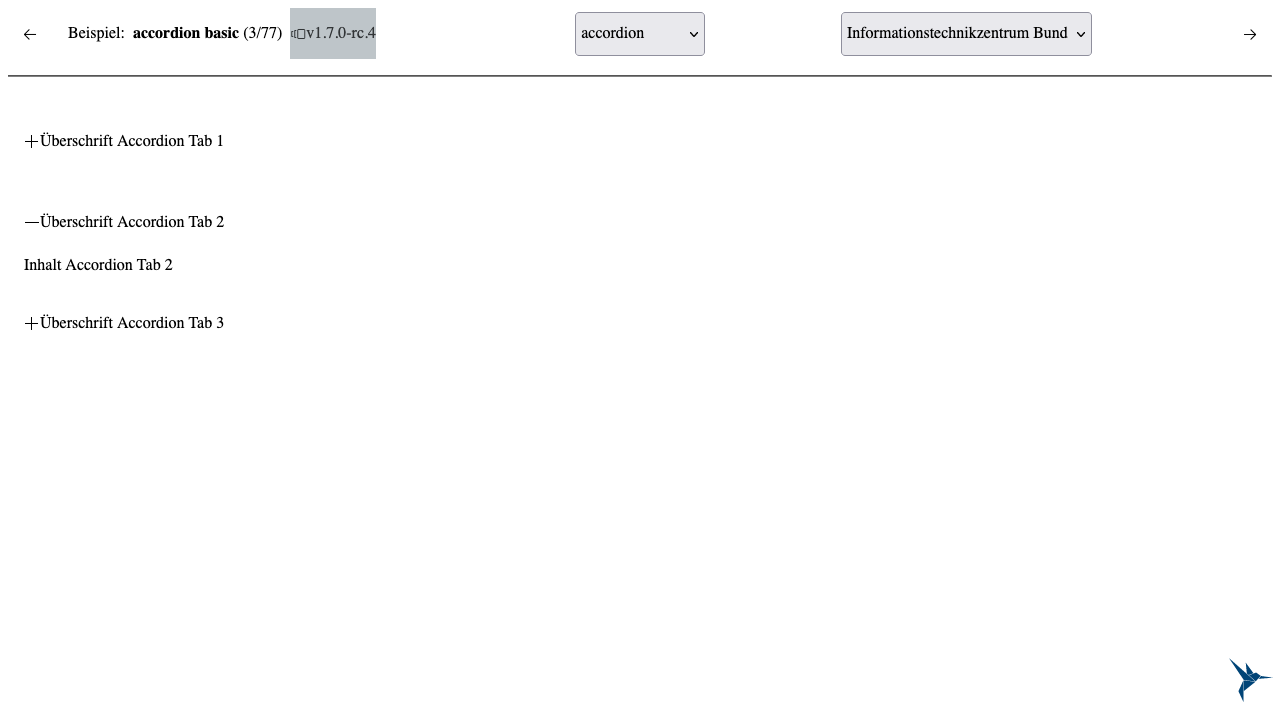 Beispiel: accordion basic (3/77) v1.7.0-rc.4 accordion Informationstechnikzentrum Bund
Überschrift Accordion Tab 1
Überschrift Accordion Tab 2
Inhalt Accordion Tab 2
Überschrift Accordion Tab 3